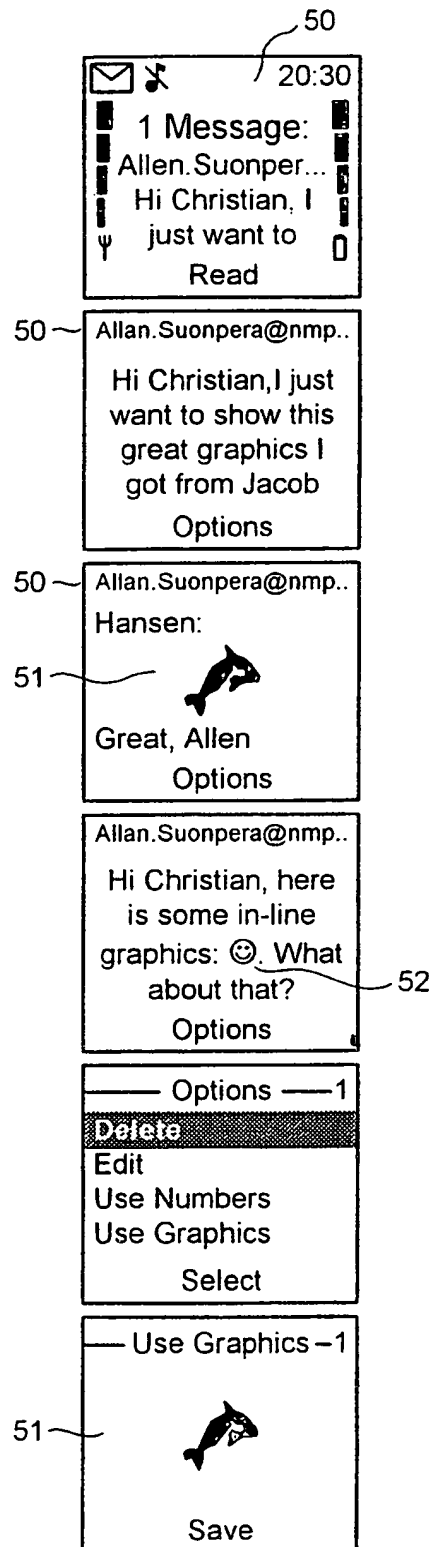 50
20:30
1 Message:
Allen.Suonper...
Hi Christian, I
just want to
Read
50
Allan.Suonpera@nmp..
Hi Christian,I just
want to show this
great graphics I
got from Jacob
Options
50
Allan.Suonpera@nmp..
Hansen:
51
Great, Allen
Options
Allan.Suonpera@nmp..
Hi Christian, here
is some in-line
graphics: ☺. What
about that?
52
Options
Options 1
Delete
Edit
Use Numbers
Use Graphics
Select
Use Graphics 1
51
Save